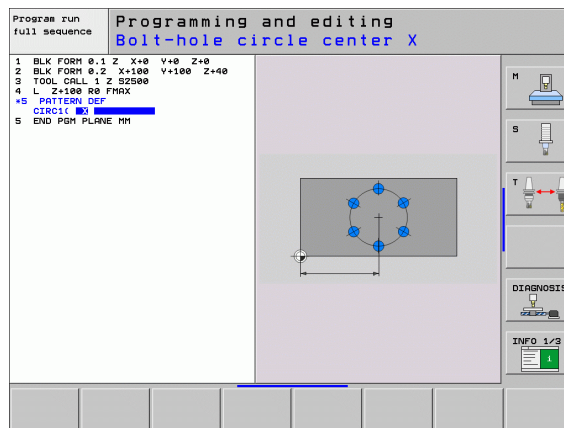 Program run
full sequence
Programming and editing
Bolt-hole circle center X
1 BLK FORM 0.1 Z X+0 Y+0 Z+0
2 BLK FORM 0.2 X+100 Y+100 Z+40
3 TOOL CALL 1 Z S2500
4 L Z+100 R0 FMAX
*5 PATTERN DEF
CIRC1( X
5 END PGM PLANE MM
M
S
T
DIAGNOSIS
INFO 1/3
i